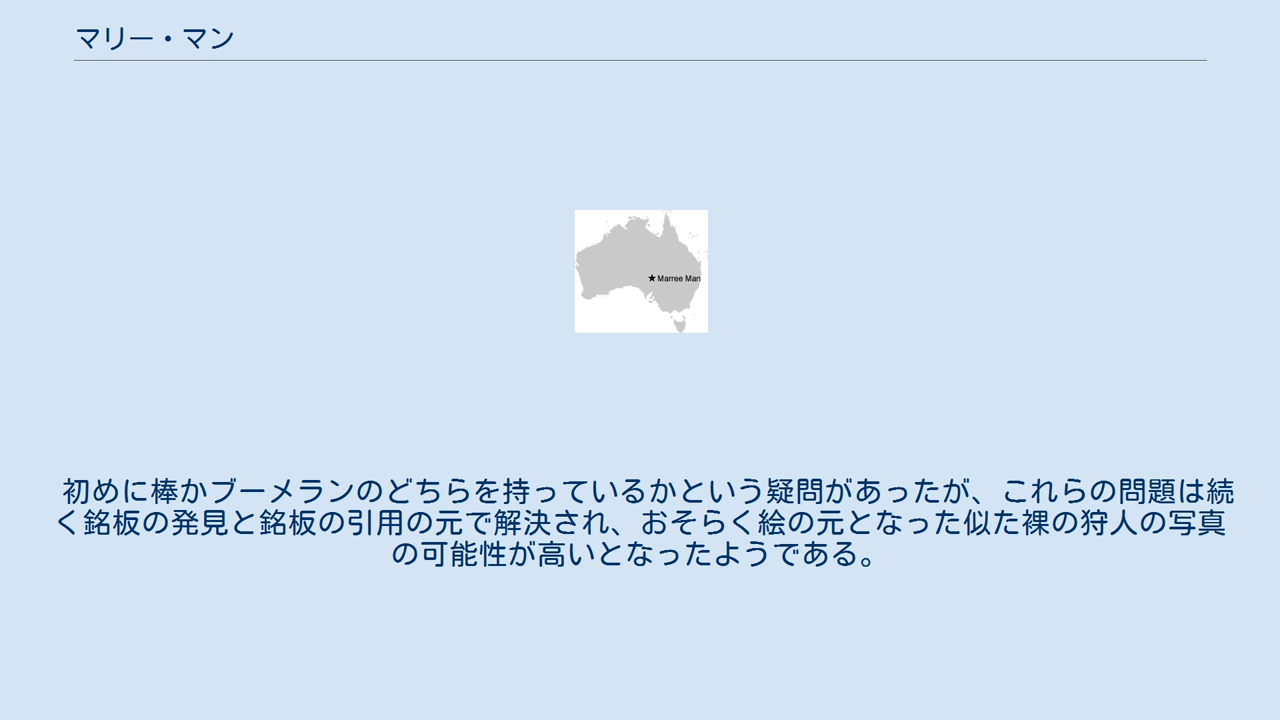 マリー・マン
Marree Man
初めに棒かブーメランのどちらを持っているかという疑問があったが、これらの問題は続
く銘板の発見と銘板の引用の元で解決され、おそらく絵の元となった似た裸の狩人の写真
の可能性が高いとなったようである。